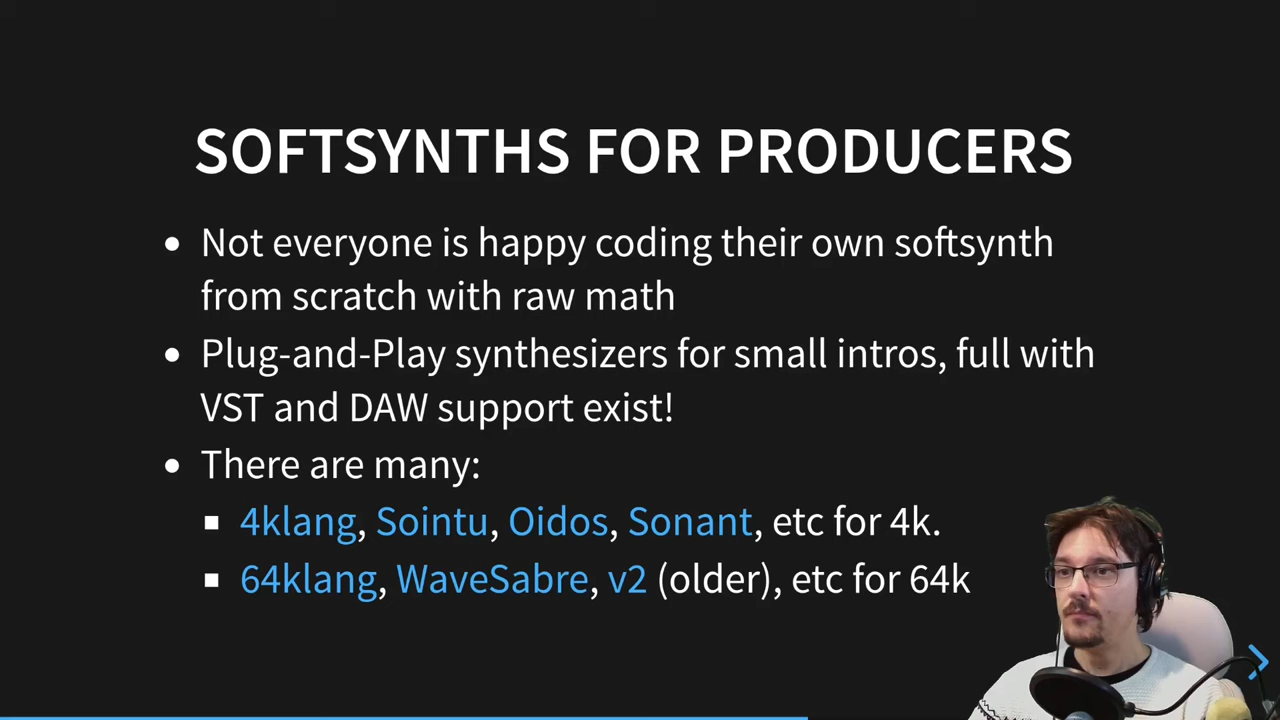 SOFTSYNTHS FOR PRODUCERS
• Not everyone is happy coding their own softsynth
from scratch with raw math
• Plug-and-Play synthesizers for small intros, full with
VST and DAW support exist!
• There are many:
▪ 4klang, Sointu, Oidos, Sonant, etc for 4k.
▪ 64klang, WaveSabre, v2 (older), etc for 64k